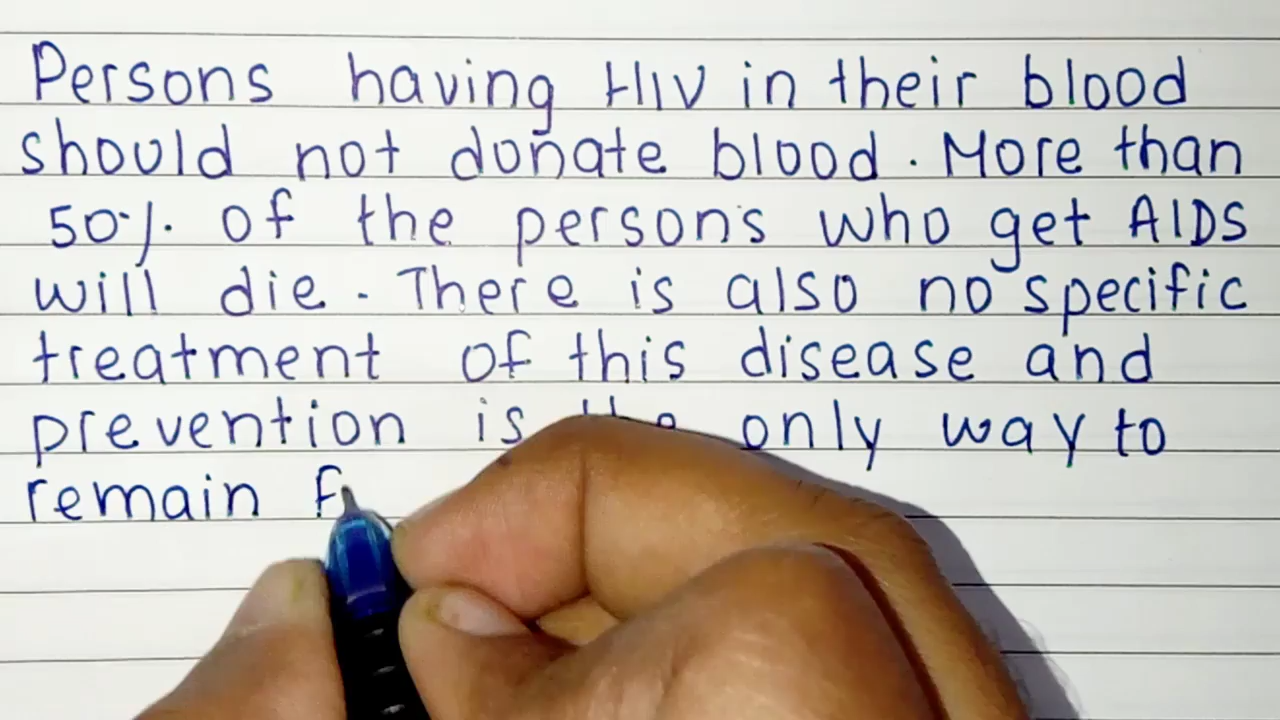 Persons having HIV in their blood
should not donate blood. More than
50% of the persons who get AIDS
will die. There is also no specific
treatment of this disease and
prevention is the only way to
remain f